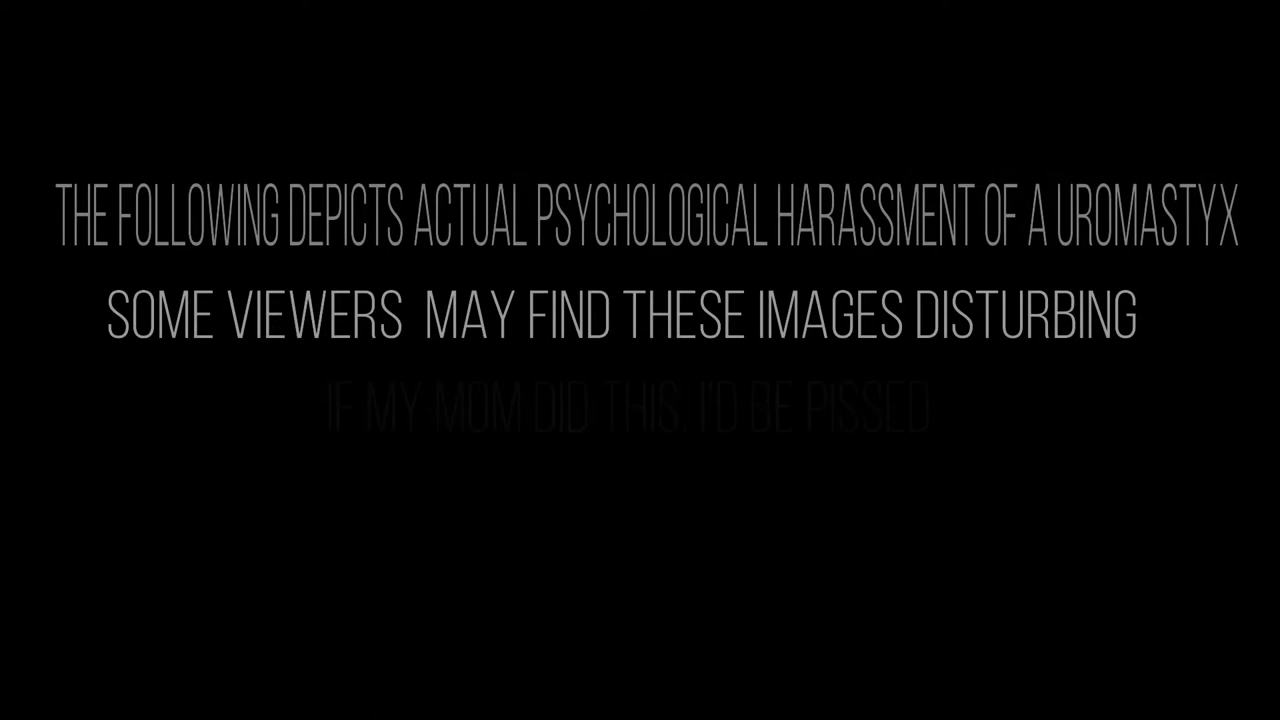 THE FOLLOWING DEPICTS ACTUAL PSYCHOLOGICAL HARASSMENT OF A UROMASTYX
SOME VIEWERS MAY FIND THESE IMAGES DISTURBING
IF MY MOM DID THIS, I'D BE PISSED